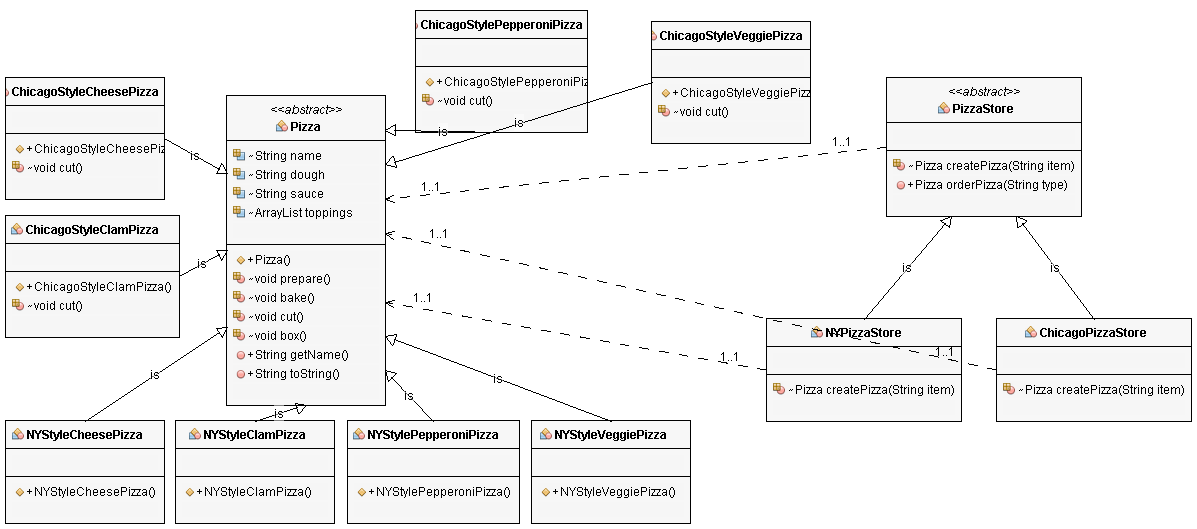 ChicagoStylePepperoniPizza
+ChicagoStylePepperoniPiz
~void cut()
ChicagoStyleVeggiePizza
+ChicagoStyleVeggiePizz
~void cut()
ChicagoStyleCheesePizza
+ChicagoStyleCheesePiz
~void cut()
<<abstract>>
Pizza
~String name
~String dough
~String sauce
~ArrayList toppings
+Pizza()
~void prepare()
~void bake()
~void cut()
~void box()
+String getName()
+String toString()
<<abstract>>
PizzaStore
~Pizza createPizza(String item)
+Pizza orderPizza(String type)
ChicagoStyleClamPizza
+ChicagoStyleClamPizza()
~void cut()
is
is
is
is
1..1
1..1
1..1
1..1
1..1
1..1
is
is
NYPizzaStore
~Pizza createPizza(String item)
ChicagoPizzaStore
~Pizza createPizza(String item)
is
is
is
is
NYStyleCheesePizza
+NYStyleCheesePizza()
NYStyleClamPizza
+NYStyleClamPizza()
NYStylePepperoniPizza
+NYStylePepperoniPizza()
NYStyleVeggiePizza
+NYStyleVeggiePizza()